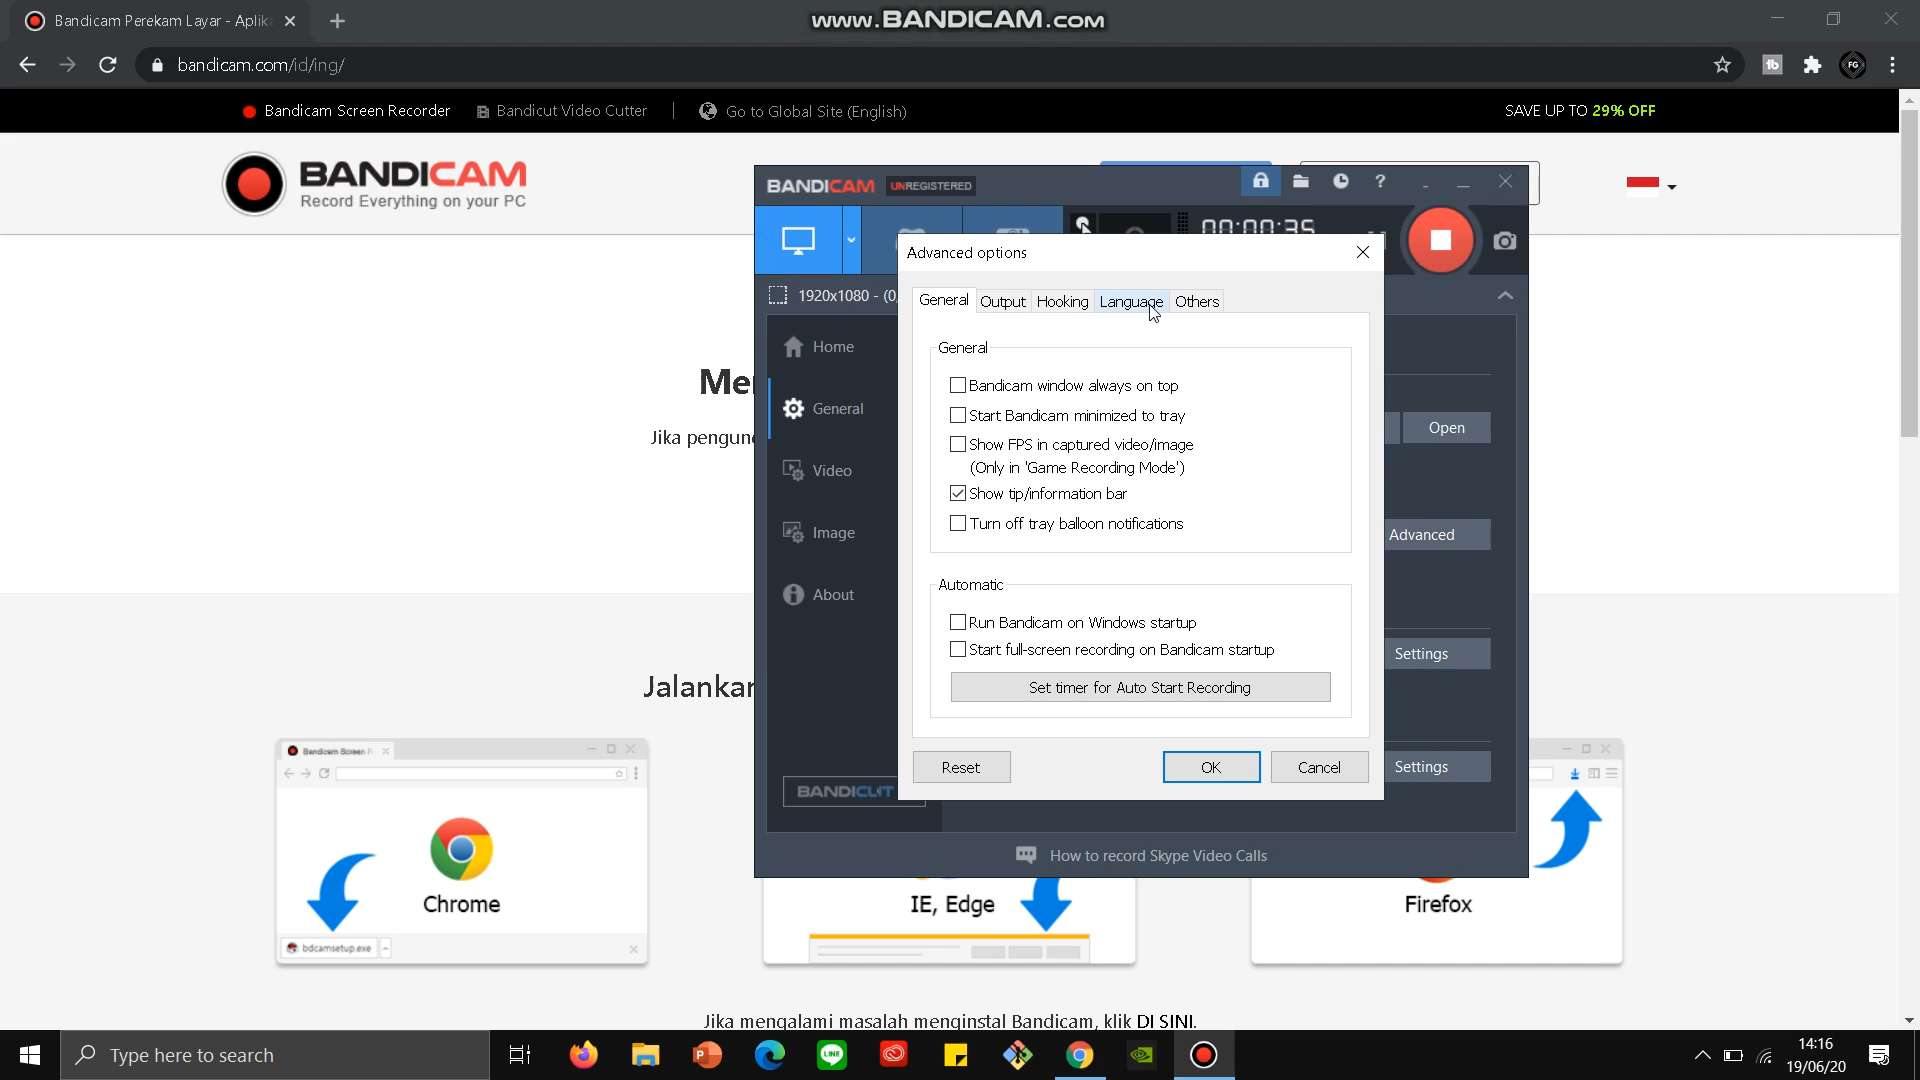 Bandicam Perekam Layar - Aplika
www.BANDICAM.com
bandicam.com/id/ing/
Bandicam Screen Recorder
Bandicut Video Cutter
Go to Global Site (English)
SAVE UP TO 29% OFF
BANDICAM
Record Everything on your PC
BANDICAM UNREGISTERED
00:00:35
1920x1080 - (0,
Home
General
Video
Image
About
BANDICUT
Advanced options
General Output Hooking Language Others
General
Bandicam window always on top
Start Bandicam minimized to tray
Show FPS in captured video/image
(Only in 'Game Recording Mode')
Show tip/information bar
Turn off tray balloon notifications
Automatic
Run Bandicam on Windows startup
Start full-screen recording on Bandicam startup
Set timer for Auto Start Recording
Reset
OK
Cancel
Open
Advanced
Settings
Settings
How to record Skype Video Calls
Jika pengun
Jalankan
Bandicam Screen R
Chrome
bdcamsetup.exe
IE, Edge
Firefox
Jika mengalami masalah menginstal Bandicam, klik DI SINI.
Type here to search
14:16
19/06/20